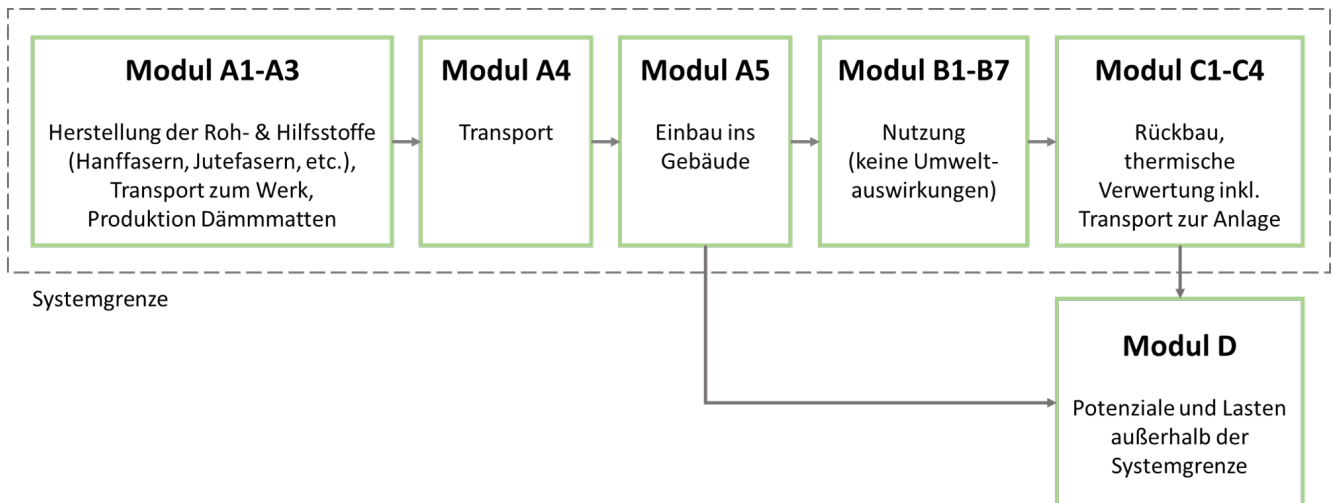 Modul A1-A3
Herstellung der Roh- & Hilfsstoffe
(Hanffasern, Jutefasern, etc.),
Transport zum Werk,
Produktion Dämmmatten
Modul A4
Transport
Modul A5
Einbau ins
Gebäude
Modul B1-B7
Nutzung
(keine Umwelt-
auswirkungen)
Modul C1-C4
Rückbau,
thermische
Verwertung inkl.
Transport zur Anlage
Systemgrenze
Modul D
Potenziale und Lasten
außerhalb der
Systemgrenze